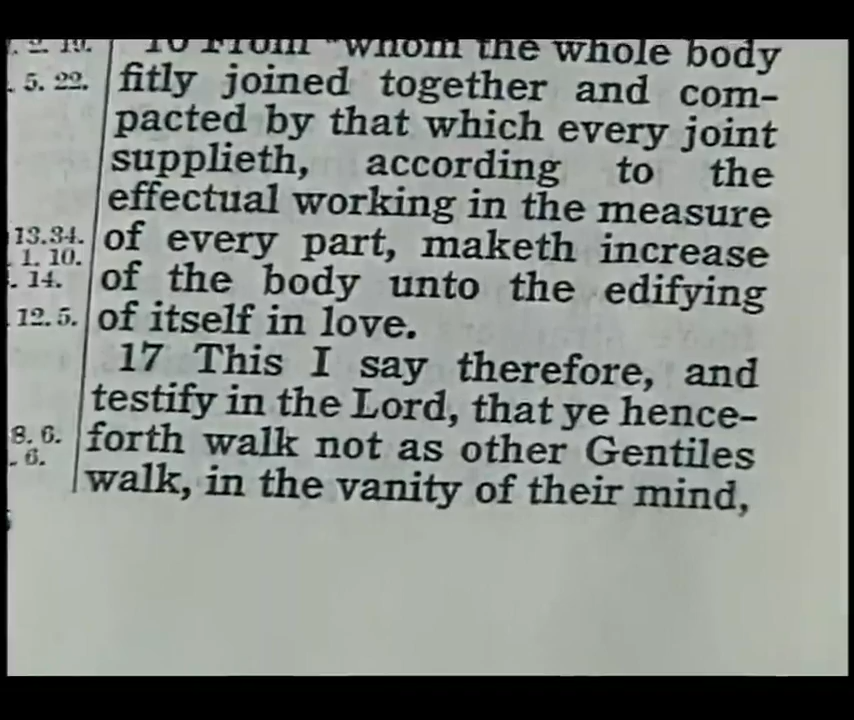 16 From "whom the whole body
5. 22. fitly joined together and com-
pacted by that which every joint
supplieth, according to the
effectual working in the measure
13.34. of every part, maketh increase
1. 10.
14. of the body unto the edifying
12. 5. of itself in love.
17 This I say therefore, and
testify in the Lord, that ye hence-
8. 6. forth walk not as other Gentiles
6.
walk, in the vanity of their mind,